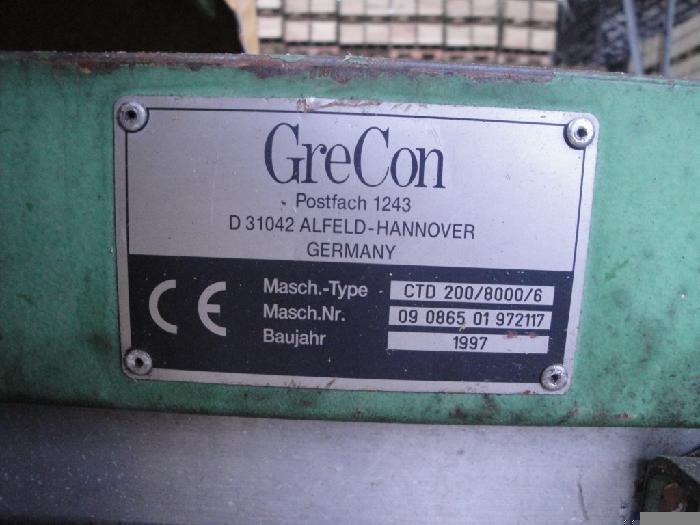 GreCon
Postfach 1243
D 31042 ALFELD-HANNOVER
GERMANY
CE
Masch.-Type CTD 200/8000/6
Masch.Nr. 09 0865 01 972117
Baujahr 1997